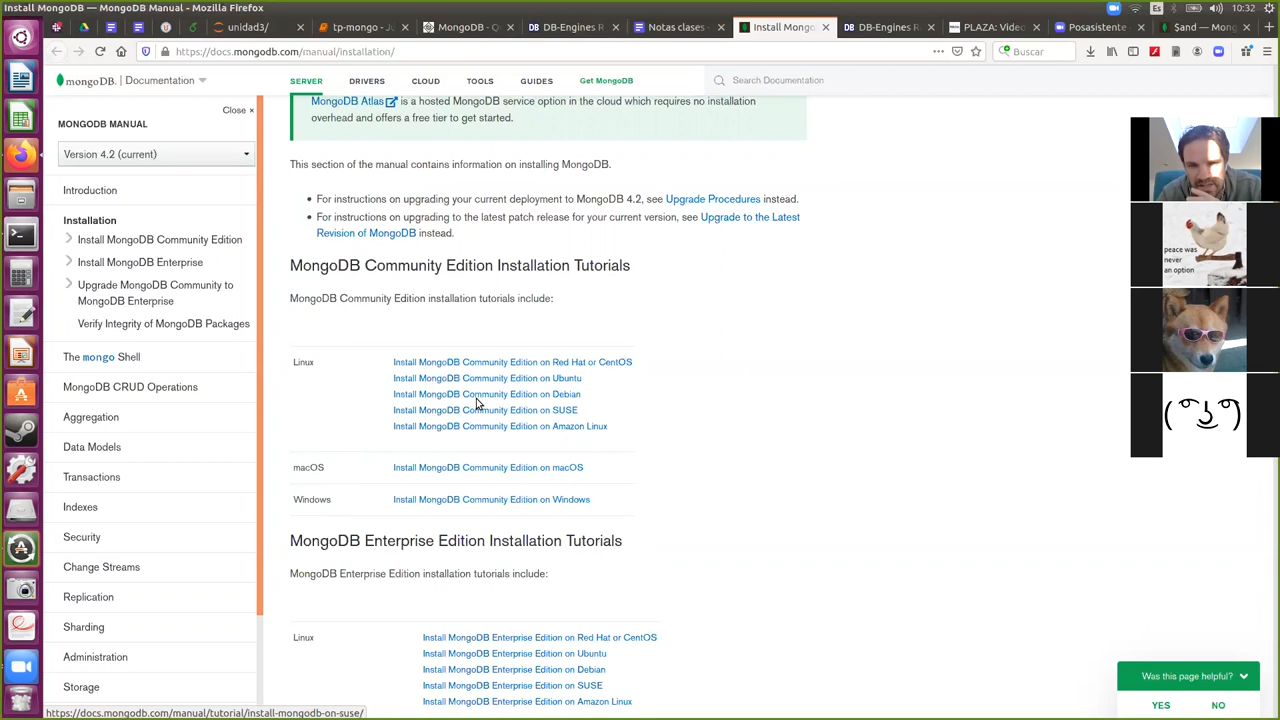 Install MongoDB — MongoDB Manual - Mozilla Firefox
Es
10:32
unidad3/
tp-mongo - J
MongoDB - G
DB-Engines R
Notas clases -
Install Mongo
DB-Engines R
PLAZA: Video
Posasistente
Sand — Mong
https://docs.mongodb.com/manual/installation/
Buscar
mongoDB. | Documentation
SERVER
DRIVERS
CLOUD
TOOLS
GUIDES
Get MongoDB
Search Documentation
Close ×
MONGODB MANUAL
Version 4.2 (current)
Introduction
Installation
Install MongoDB Community Edition
Install MongoDB Enterprise
Upgrade MongoDB Community to
MongoDB Enterprise
Verify Integrity of MongoDB Packages
The mongo Shell
MongoDB CRUD Operations
Aggregation
Data Models
Transactions
Indexes
Security
Change Streams
Replication
Sharding
Administration
Storage
MongoDB Atlas is a hosted MongoDB service option in the cloud which requires no installation
overhead and offers a free tier to get started.
This section of the manual contains information on installing MongoDB.
• For instructions on upgrading your current deployment to MongoDB 4.2, see Upgrade Procedures instead.
• For instructions on upgrading to the latest patch release for your current version, see Upgrade to the Latest
Revision of MongoDB instead.
MongoDB Community Edition Installation Tutorials
MongoDB Community Edition installation tutorials include:
Linux
Install MongoDB Community Edition on Red Hat or CentOS
Install MongoDB Community Edition on Ubuntu
Install MongoDB Community Edition on Debian
Install MongoDB Community Edition on SUSE
Install MongoDB Community Edition on Amazon Linux
macOS
Install MongoDB Community Edition on macOS
Windows
Install MongoDB Community Edition on Windows
MongoDB Enterprise Edition Installation Tutorials
MongoDB Enterprise Edition installation tutorials include:
Linux
Install MongoDB Enterprise Edition on Red Hat or CentOS
Install MongoDB Enterprise Edition on Ubuntu
Install MongoDB Enterprise Edition on Debian
Install MongoDB Enterprise Edition on SUSE
Install MongoDB Enterprise Edition on Amazon Linux
peace was
never
an option
( ͡° ͜ʖ ͡°)
Was this page helpful?
YES
NO
https://docs.mongodb.com/manual/tutorial/install-mongodb-on-suse/